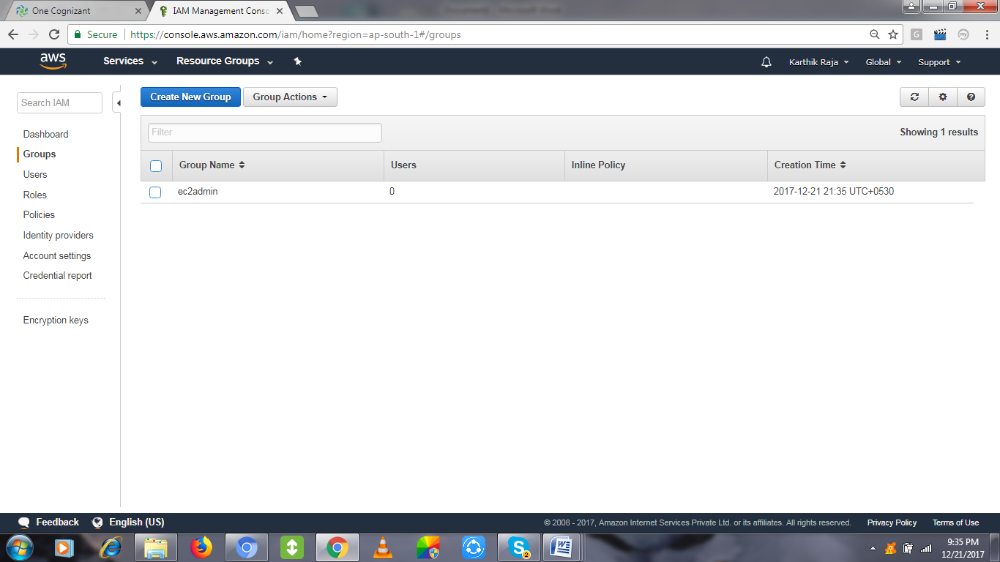 One Cognizant
IAM Management Conso
Secure
https://console.aws.amazon.com/iam/home?region=ap-south-1#/groups
G
my
aws
Services
Resource Groups
Karthik Raja
Global
Support
Search IAM
Dashboard
Groups
Users
Roles
Policies
Identity providers
Account settings
Credential report
Encryption keys
Create New Group
Group Actions
Filter
Showing 1 results
Group Name Users Inline Policy Creation Time
ec2admin 0 2017-12-21 21:35 UTC+0530
Feedback
English (US)
© 2008 - 2017, Amazon Internet Services Private Ltd. or its affiliates. All rights reserved.
Privacy Policy
Terms of Use
S
2
W
9:35 PM
12/21/2017